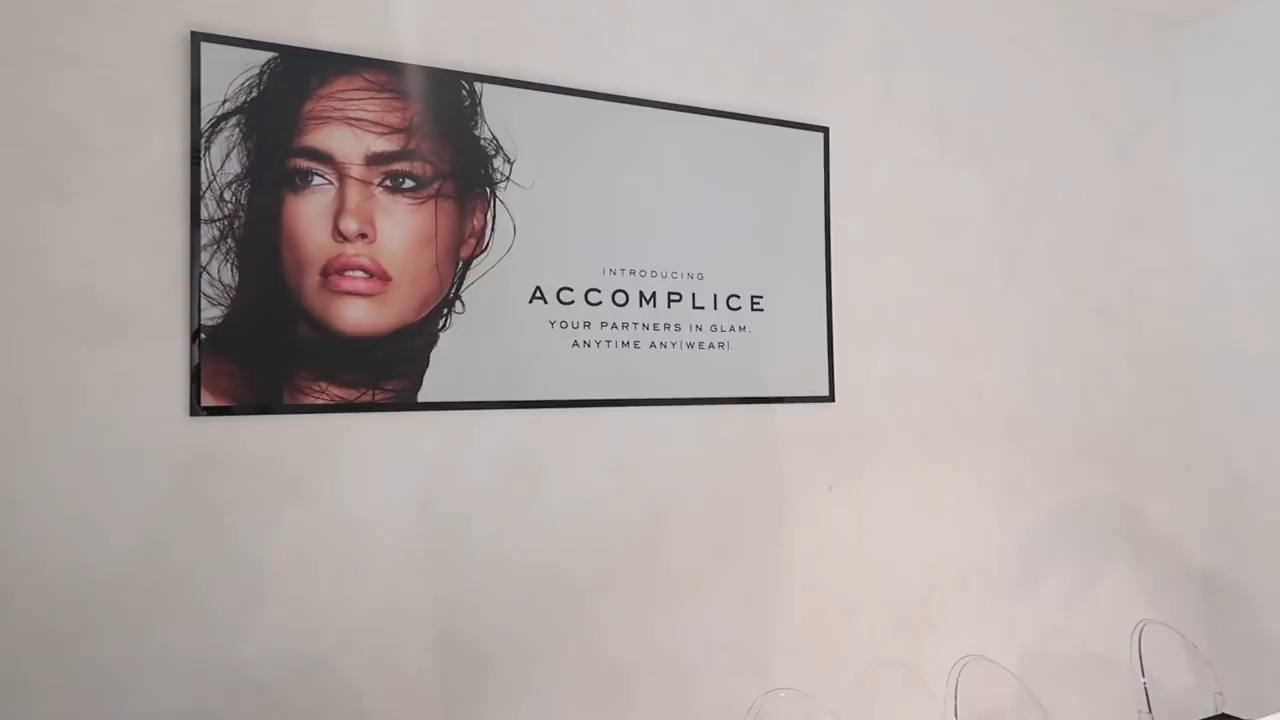 INTRODUCING
ACCOMPLICE
YOUR PARTNERS IN GLAM.
ANYTIME ANY(WEAR).